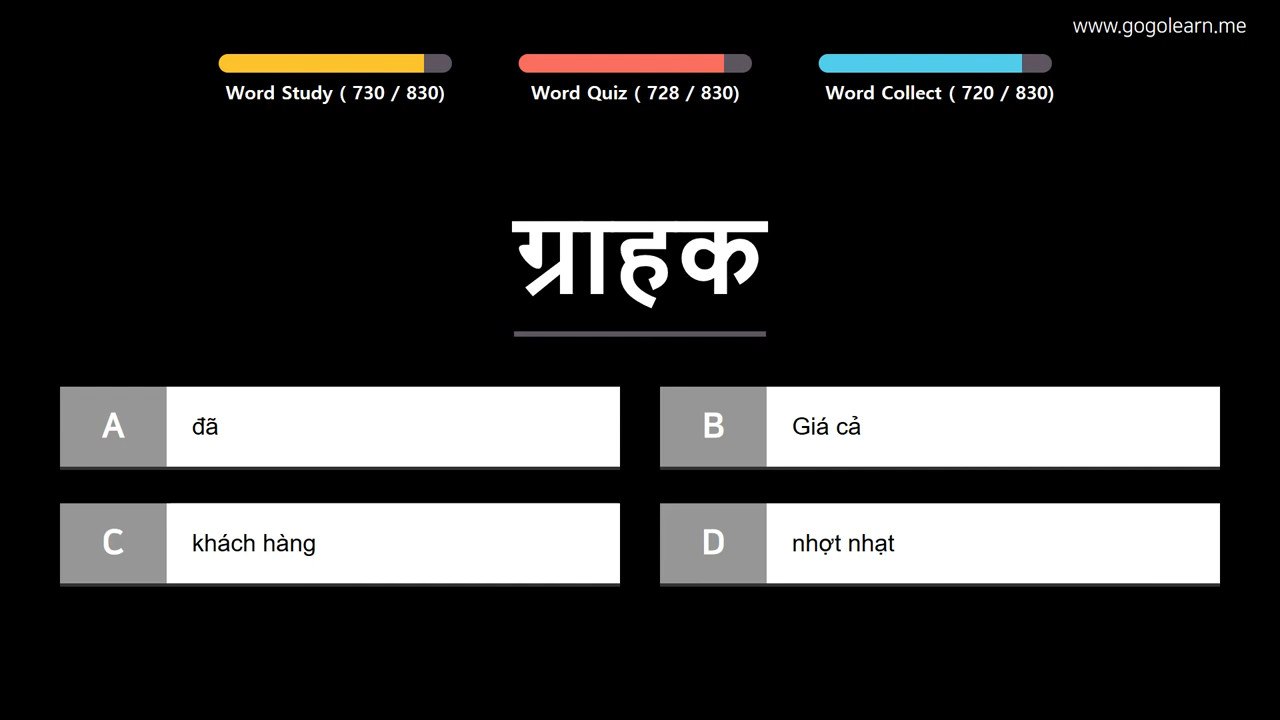 www.gogolearn.me
Word Study ( 730 / 830)
Word Quiz ( 728 / 830)
Word Collect ( 720 / 830)
ग्राहक
A đã
B Giá cả
C khách hàng
D nhợt nhạt